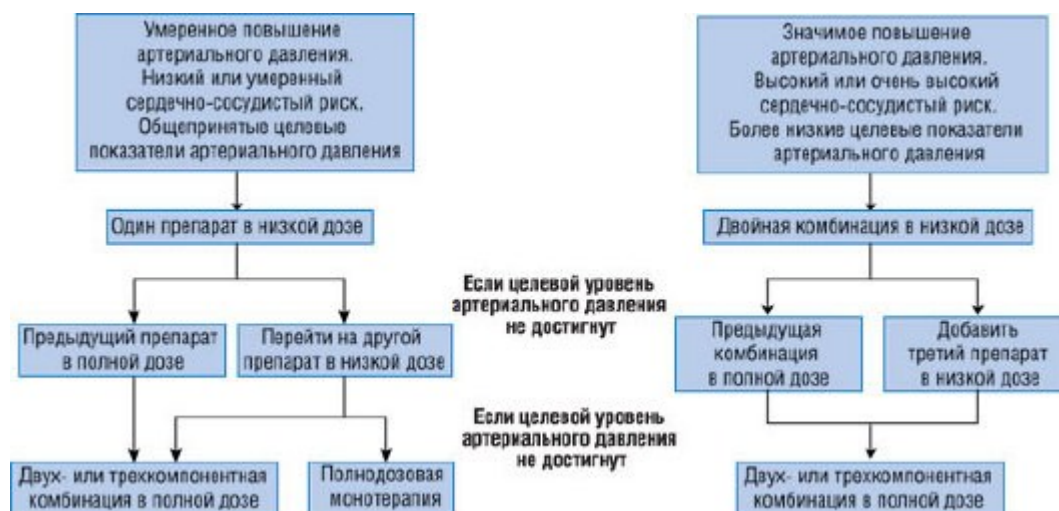 Умеренное повышение
артериального давления.
Низкий или умеренный
сердечно-сосудистый риск.
Общепринятые целевые
показатели артериального давления
Значимое повышение
артериального давления.
Высокий или очень высокий
сердечно-сосудистый риск.
Более низкие целевые показатели
артериального давления
Один препарат в низкой дозе
Двойная комбинация в низкой дозе
Если целевой уровень
артериального давления
не достигнут
Предыдущий препарат
в полной дозе
Перейти на другой
препарат в низкой дозе
Предыдущая
комбинация
в полной дозе
Добавить
третий препарат
в низкой дозе
Если целевой уровень
артериального давления
не достигнут
Двух- или трехкомпонентная
комбинация в полной дозе
Полнодозовая
монотерапия
Двух- или трехкомпонентная
комбинация в полной дозе